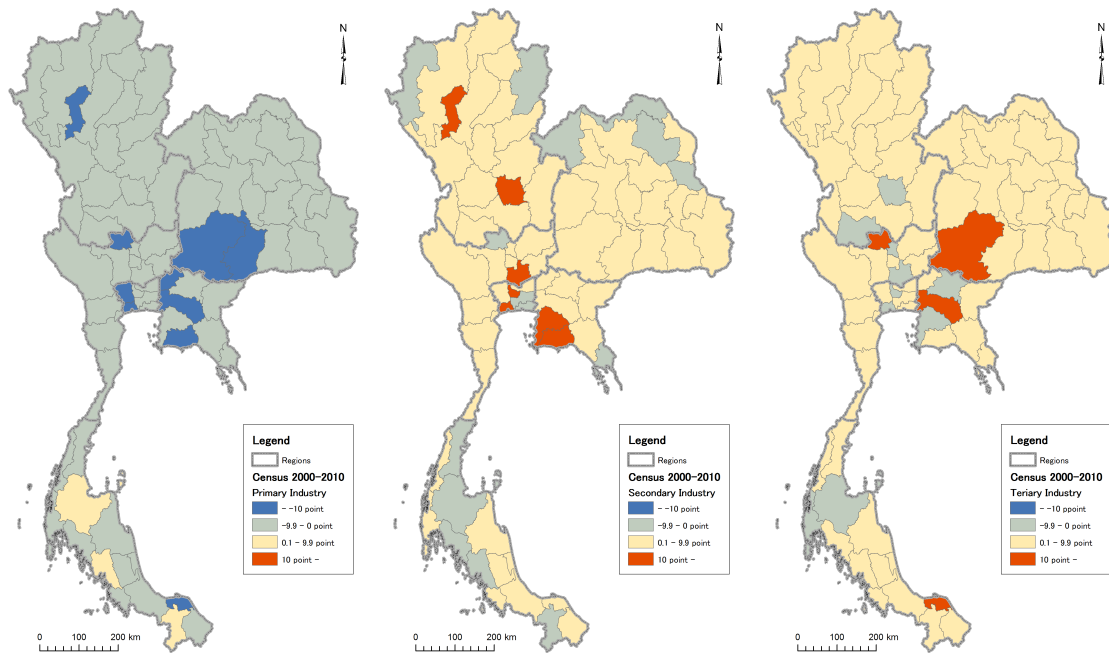 N
Legend
Regions
Census 2000-2010
Primary Industry
- -10 point
-9.9 - 0 point
0.1 - 9.9 point
10 point -
0 100 200 km
N
Legend
Regions
Census 2000-2010
Secondary Industry
- -10 point
-9.9 - 0 point
0.1 - 9.9 point
10 point -
0 100 200 km
N
Legend
Regions
Census 2000-2010
Teriary Industry
- -10 ppoint
-9.9 - 0 point
0.1 - 9.9 point
10 point -
0 100 200 km